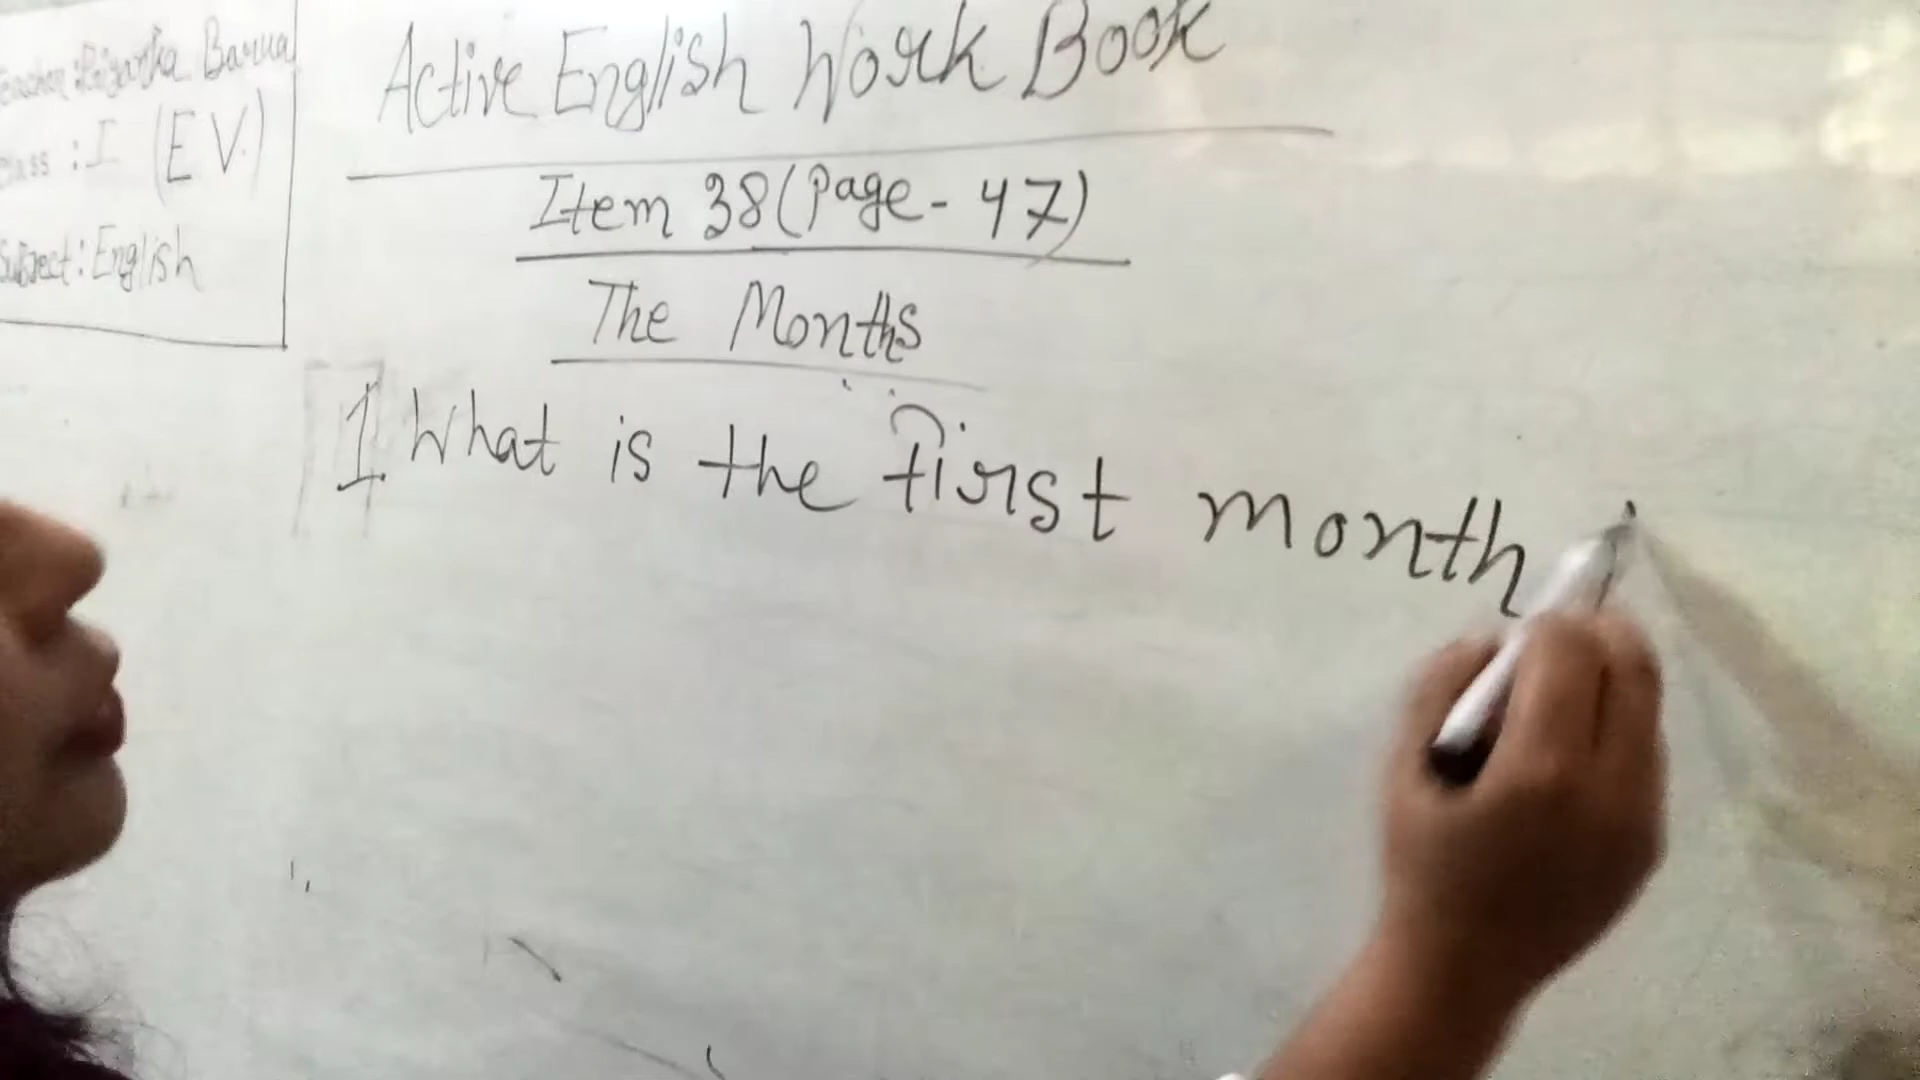 Teacher: Priyanka Barua
Class : I (E.V.)
Subject: English
Active English Work Book
Item 38 (Page - 47)
The Months
1 What is the first month